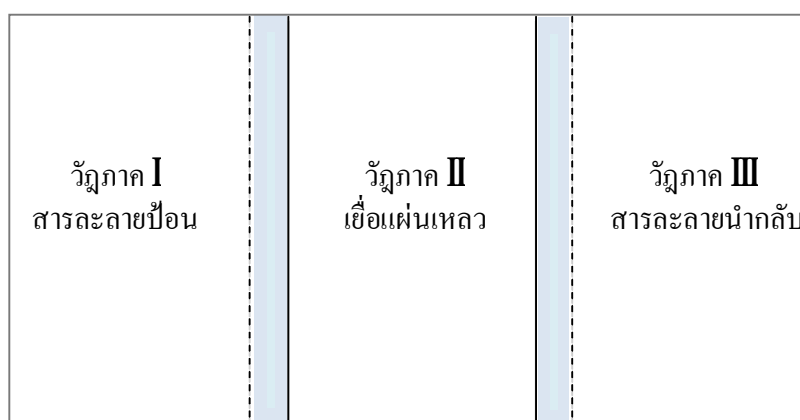 วัฏภาค I
สารละลายป้อน
วัฏภาค II
เยื่อแผ่นเหลว
วัฏภาค III
สารละลายนำกลับ